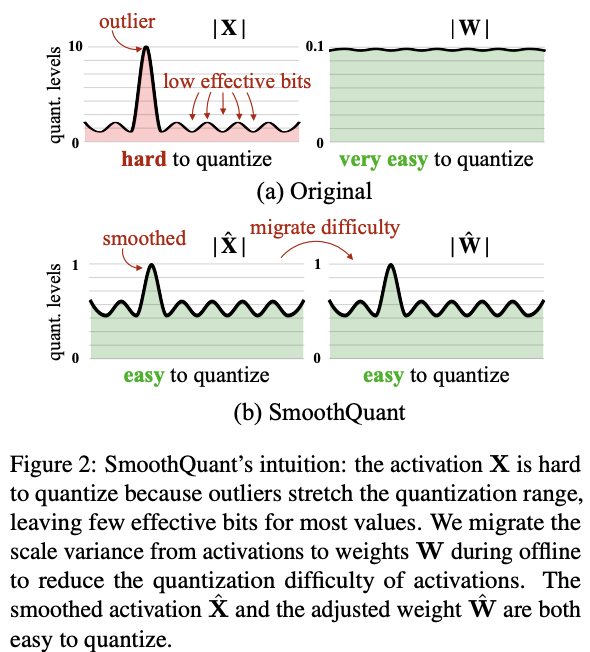 outlier
|X|
|W|
10
0.1
low effective bits
quant. levels
0
0
hard to quantize
very easy to quantize
(a) Original
smoothed
|X̂|
migrate difficulty
|Ŵ|
1
1
quant. levels
0
0
easy to quantize
easy to quantize
(b) SmoothQuant
Figure 2: SmoothQuant's intuition: the activation X is hard
to quantize because outliers stretch the quantization range,
leaving few effective bits for most values. We migrate the
scale variance from activations to weights W during offline
to reduce the quantization difficulty of activations. The
smoothed activation X̂ and the adjusted weight Ŵ are both
easy to quantize.